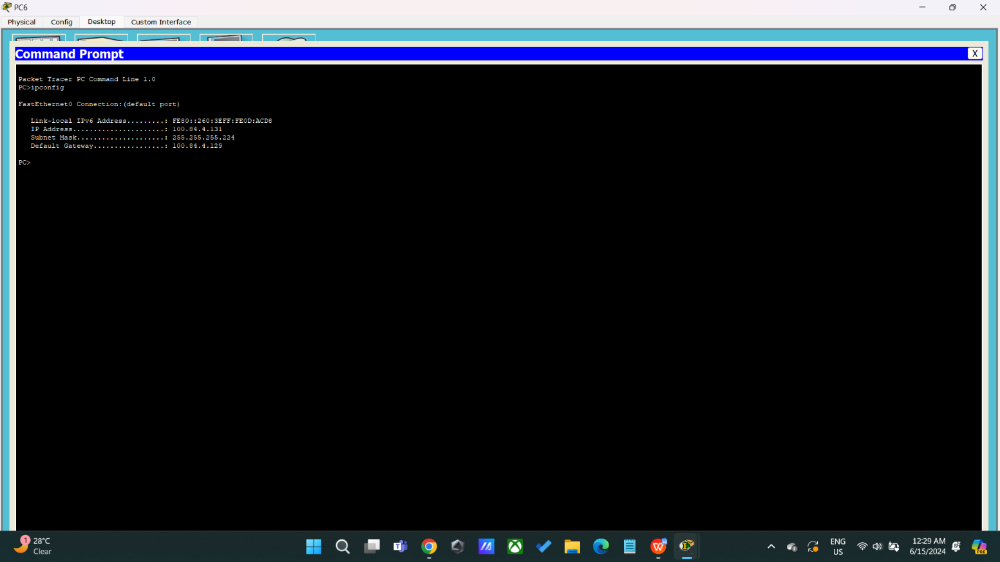 PC6
Physical Config Desktop Custom Interface
Command Prompt X
Packet Tracer PC Command Line 1.0
PC>ipconfig
FastEthernet0 Connection:(default port)
Link-local IPv6 Address.........: FE80::260:3EFF:FE0D:ACD8
IP Address......................: 100.84.4.131
Subnet Mask.....................: 255.255.255.224
Default Gateway.................: 100.84.4.129
PC>
1
28°C
Clear
ENG
US
12:29 AM
6/15/2024
PRE